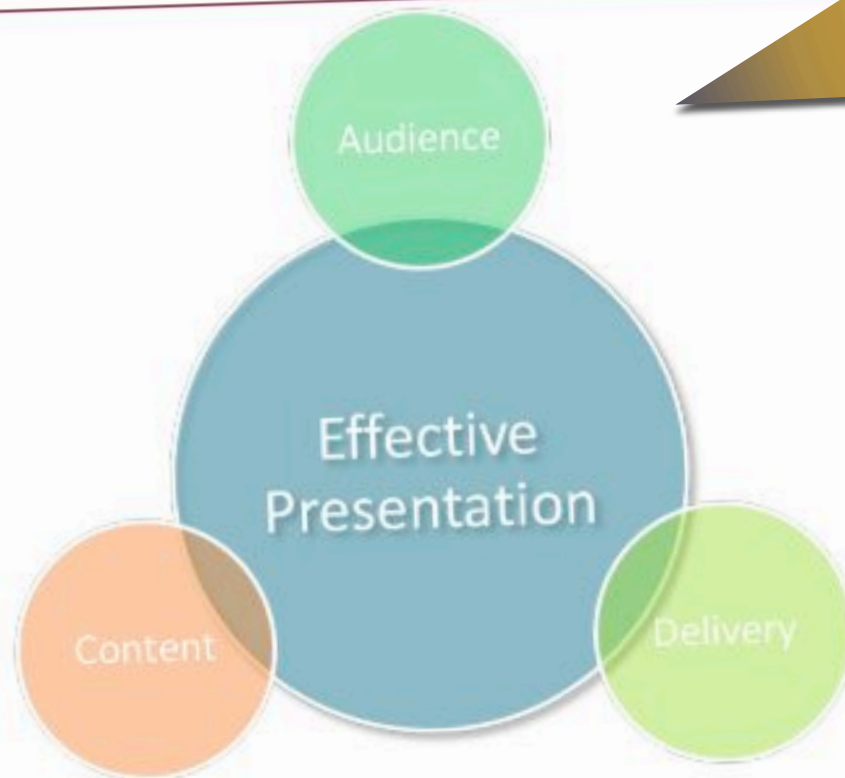 Audience
Effective
Presentation
Content
Delivery